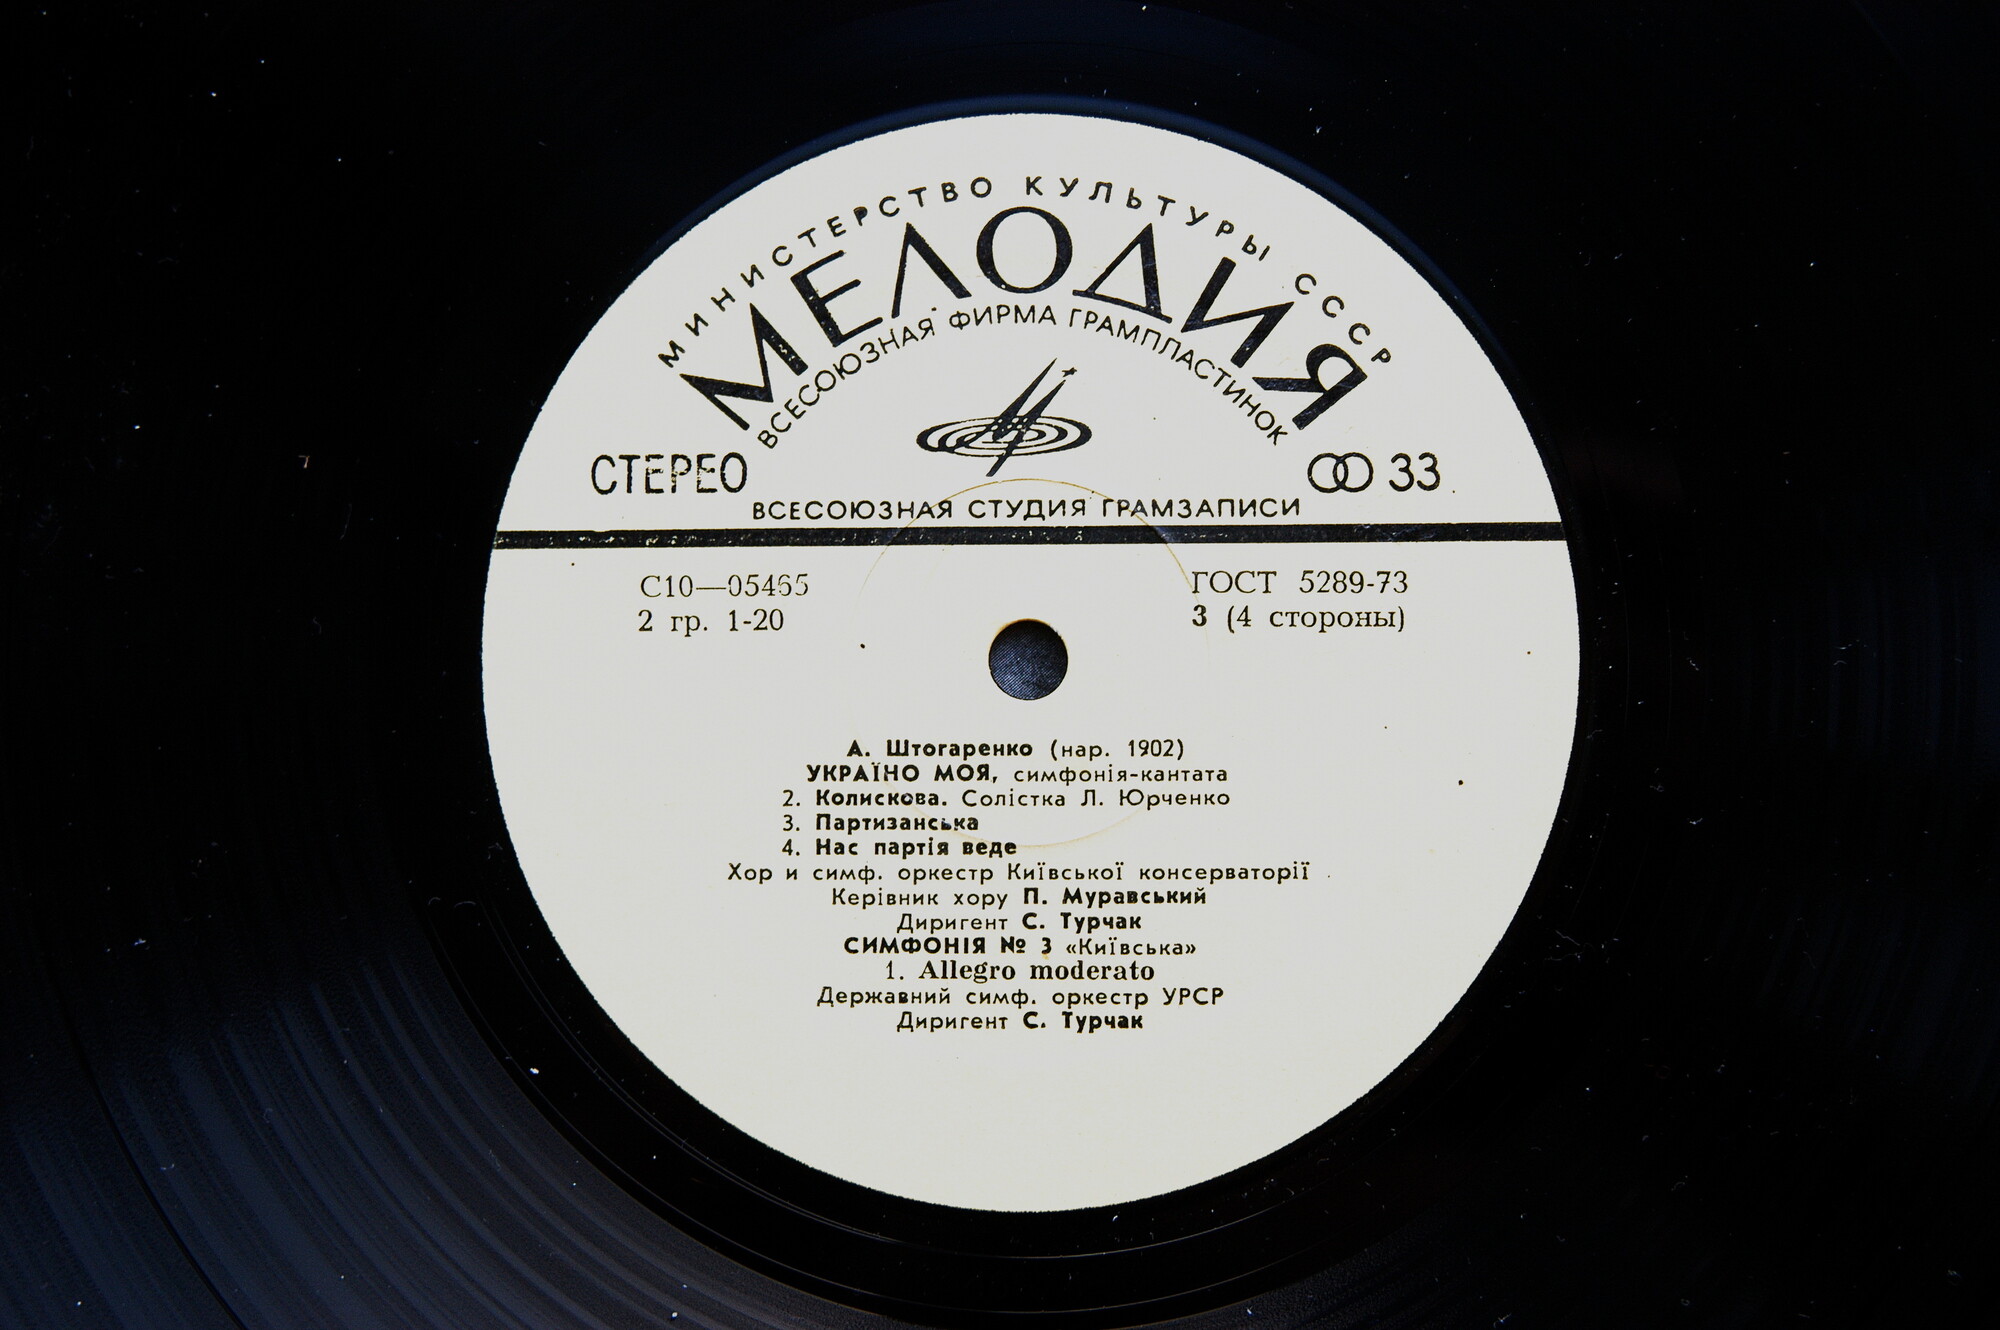 МИНИСТЕРСТВО КУЛЬТУРЫ СССР
МЕЛОДИЯ
ВСЕСОЮЗНАЯ ФИРМА ГРАМПЛАСТИНОК
СТЕРЕО
33
ВСЕСОЮЗНАЯ СТУДИЯ ГРАМЗАПИСИ
С10—05465
2 гр. 1-20
ГОСТ 5289-73
3 (4 стороны)
А. Штогаренко (нар. 1902)
УКРАЇНО МОЯ, симфонія-кантата
2. Колискова. Солістка Л. Юрченко
3. Партизанська
4. Нас партія веде
Хор и симф. оркестр Київської консерваторії
Керівник хору П. Муравський
Диригент С. Турчак
СИМФОНІЯ № 3 «Київська»
1. Allegro moderato
Державний симф. оркестр УРСР
Диригент С. Турчак